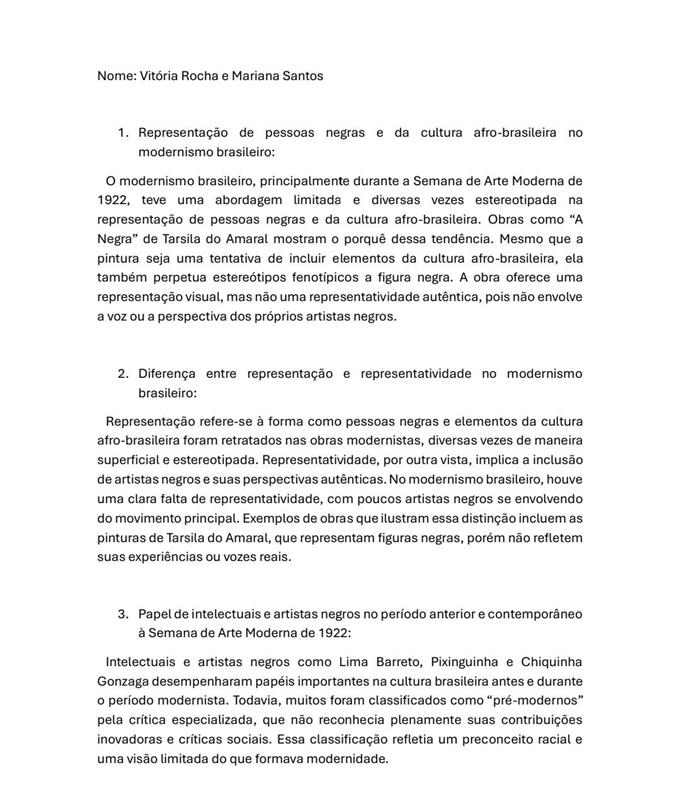 Nome: Vitória Rocha e Mariana Santos
1. Representação de pessoas negras e da cultura afro-brasileira no
modernismo brasileiro:
O modernismo brasileiro, principalmente durante a Semana de Arte Moderna de
1922, teve uma abordagem limitada e diversas vezes estereotipada na
representação de pessoas negras e da cultura afro-brasileira. Obras como “A
Negra” de Tarsila do Amaral mostram o porquê dessa tendência. Mesmo que a
pintura seja uma tentativa de incluir elementos da cultura afro-brasileira, ela
também perpetua estereótipos fenotípicos a figura negra. A obra oferece uma
representação visual, mas não uma representatividade autêntica, pois não envolve
a voz ou a perspectiva dos próprios artistas negros.
2. Diferença entre representação e representatividade no modernismo
brasileiro:
Representação refere-se à forma como pessoas negras e elementos da cultura
afro-brasileira foram retratados nas obras modernistas, diversas vezes de maneira
superficial e estereotipada. Representatividade, por outra vista, implica a inclusão
de artistas negros e suas perspectivas autênticas. No modernismo brasileiro, houve
uma clara falta de representatividade, com poucos artistas negros se envolvendo
do movimento principal. Exemplos de obras que ilustram essa distinção incluem as
pinturas de Tarsila do Amaral, que representam figuras negras, porém não refletem
suas experiências ou vozes reais.
3. Papel de intelectuais e artistas negros no período anterior e contemporâneo
à Semana de Arte Moderna de 1922:
Intelectuais e artistas negros como Lima Barreto, Pixinguinha e Chiquinha
Gonzaga desempenharam papéis importantes na cultura brasileira antes e durante
o período modernista. Todavia, muitos foram classificados como “pré-modernos”
pela crítica especializada, que não reconhecia plenamente suas contribuições
inovadoras e críticas sociais. Essa classificação refletia um preconceito racial e
uma visão limitada do que formava modernidade.